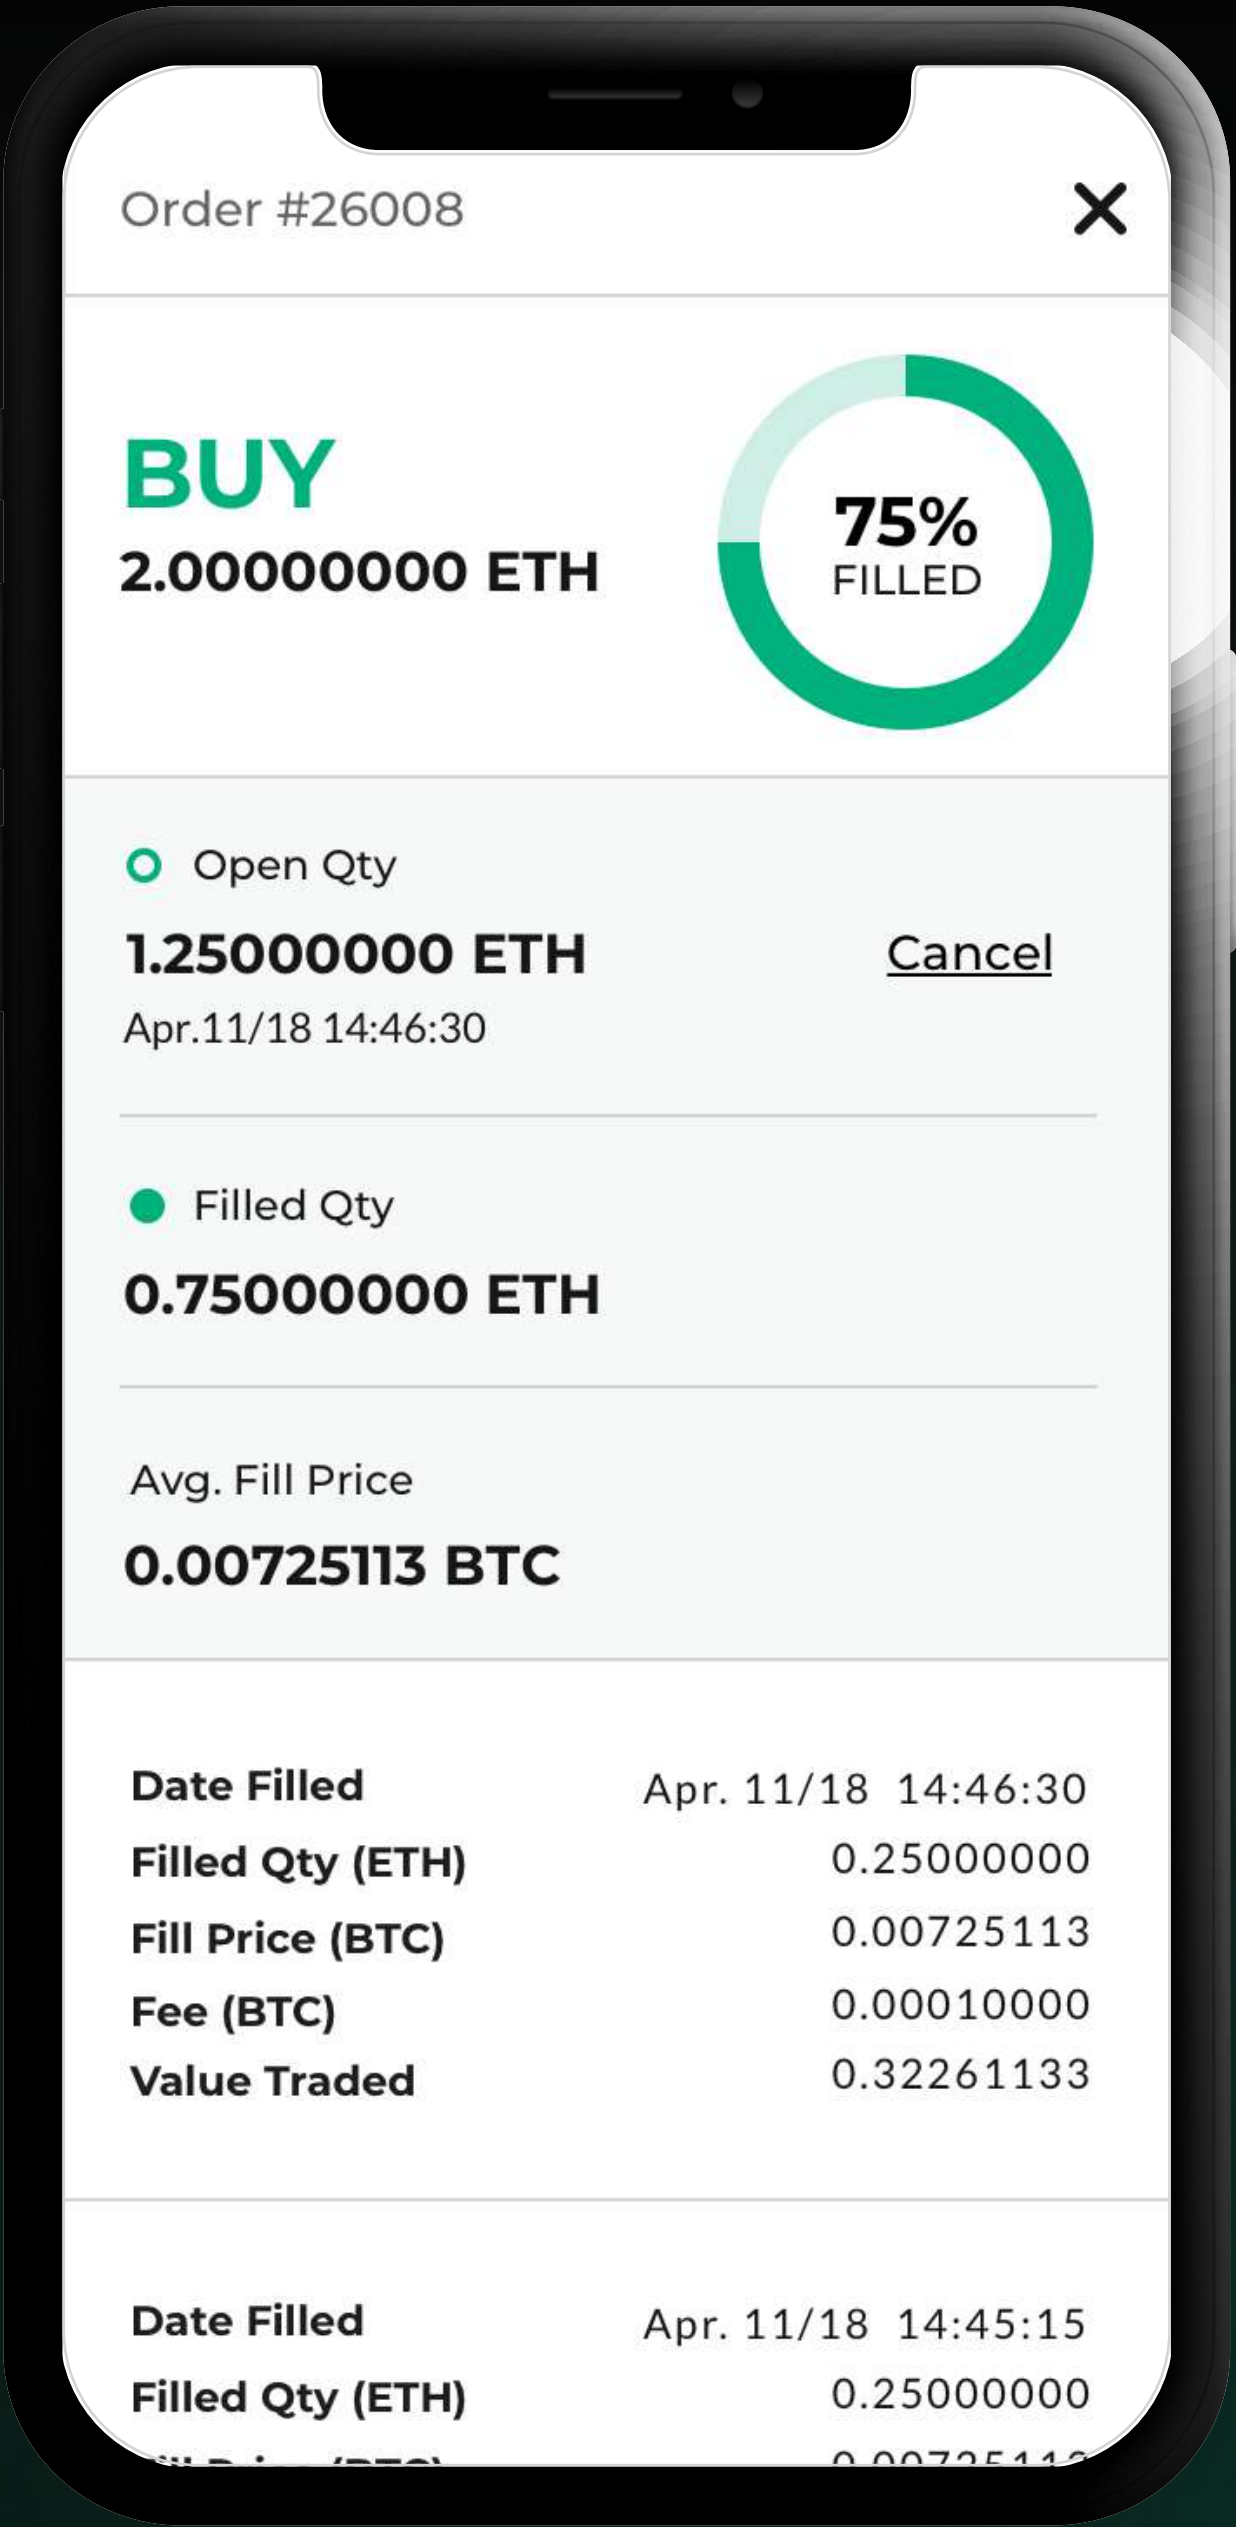 Order #26008
BUY
2.00000000 ETH
75%
FILLED
Open Qty
1.25000000 ETH
Cancel
Apr.11/18 14:46:30
Filled Qty
0.75000000 ETH
Avg. Fill Price
0.00725113 BTC
Date Filled Apr. 11/18 14:46:30
Filled Qty (ETH) 0.25000000
Fill Price (BTC) 0.00725113
Fee (BTC) 0.00010000
Value Traded 0.32261133
Date Filled Apr. 11/18 14:45:15
Filled Qty (ETH) 0.25000000